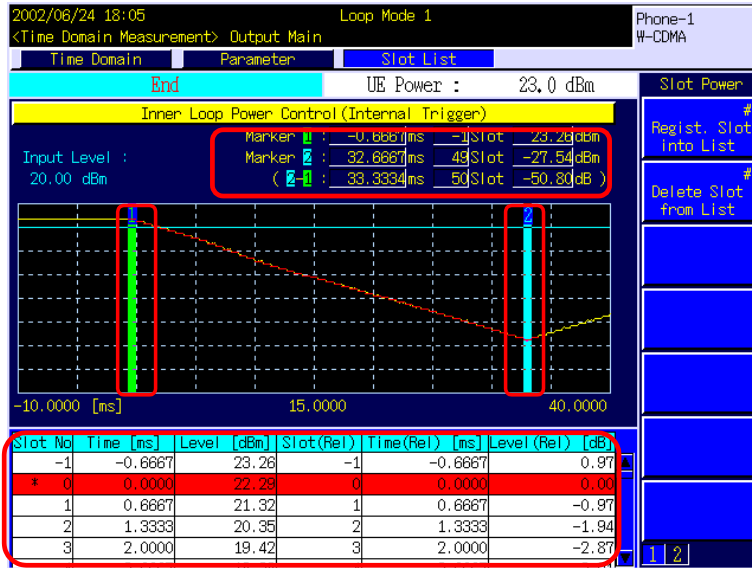 2002/06/24 18:05 Loop Mode 1 Phone-1
<Time Domain Measurement> Output Main W-CDMA
Time Domain Parameter Slot List
End UE Power : 23.0 dBm Slot Power
Inner Loop Power Control(Internal Trigger)
Marker 1 : -0.6667ms -1Slot 23.26dBm
Input Level : Marker 2 : 32.6667ms 49Slot -27.54dBm
20.00 dBm ( 2-1 : 33.3334ms 50Slot -50.80dB )
#
Regist. Slot
into List
#
Delete Slot
from List
1 2
-10.0000 [ms] 15.0000 40.0000
Slot No Time [ms] Level [dBm] Slot(Rel) Time(Rel) [ms] Level(Rel) [dB]
-1 -0.6667 23.26 -1 -0.6667 0.97
* 0 0.0000 22.29 0 0.0000 0.00
1 0.6667 21.32 1 0.6667 -0.97
2 1.3333 20.35 2 1.3333 -1.94
3 2.0000 19.42 3 2.0000 -2.87
1 2